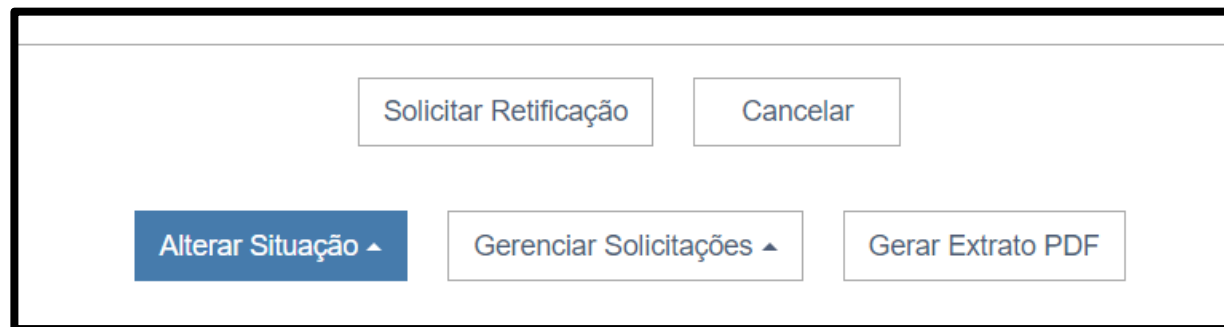 Solicitar Retificação Cancelar
Alterar Situação Gerenciar Solicitações Gerar Extrato PDF